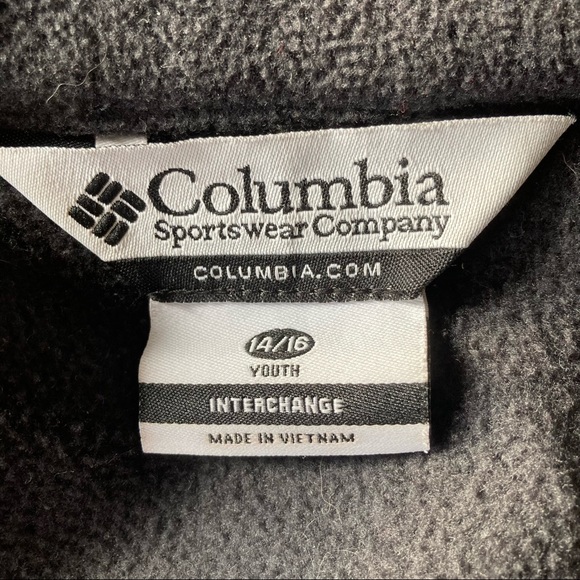 Columbia
Sportswear Company
COLUMBIA.COM
14/16
YOUTH
INTERCHANGE
MADE IN VIETNAM